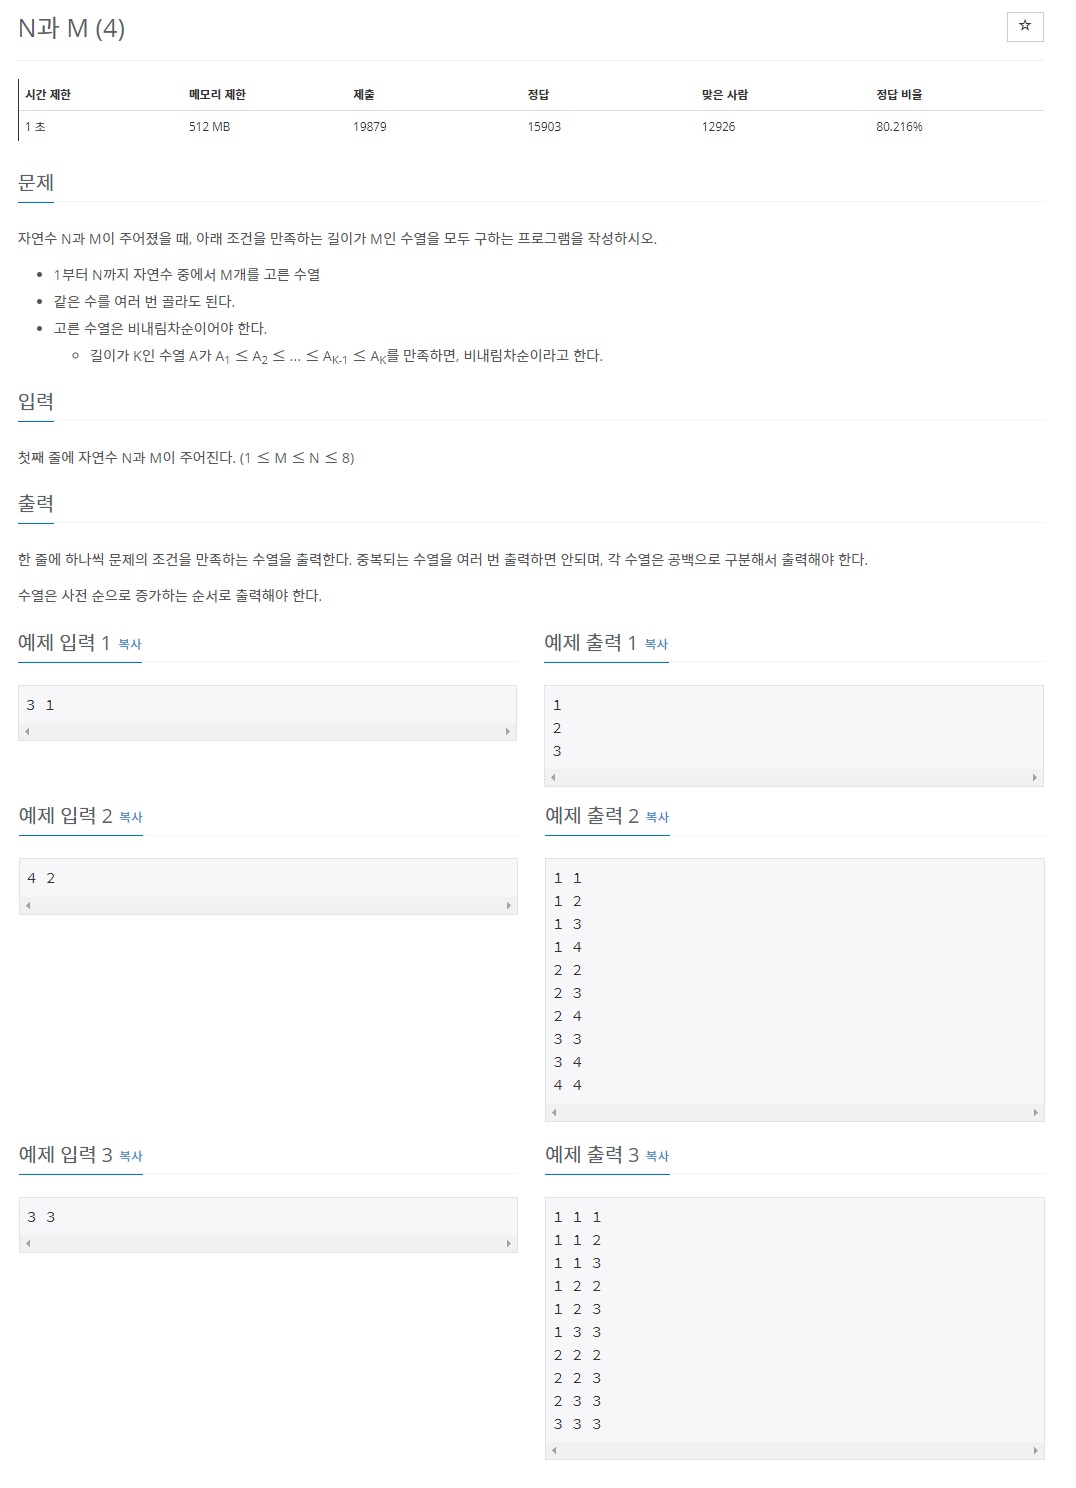 N과 M (4)
☆
시간 제한 메모리 제한 제출 정답 맞은 사람 정답 비율
1 초 512 MB 19879 15903 12926 80.216%
문제
자연수 N과 M이 주어졌을 때, 아래 조건을 만족하는 길이가 M인 수열을 모두 구하는 프로그램을 작성하시오.
• 1부터 N까지 자연수 중에서 M개를 고른 수열
• 같은 수를 여러 번 골라도 된다.
• 고른 수열은 비내림차순이어야 한다.
◦ 길이가 K인 수열 A가 A1 ≤ A2 ≤ ... ≤ AK-1 ≤ AK를 만족하면, 비내림차순이라고 한다.
입력
첫째 줄에 자연수 N과 M이 주어진다. (1 ≤ M ≤ N ≤ 8)
출력
한 줄에 하나씩 문제의 조건을 만족하는 수열을 출력한다. 중복되는 수열을 여러 번 출력하면 안되며, 각 수열은 공백으로 구분해서 출력해야 한다.
수열은 사전 순으로 증가하는 순서로 출력해야 한다.
예제 입력 1 복사
3 1
예제 출력 1 복사
1
2
3
예제 입력 2 복사
4 2
예제 출력 2 복사
1 1
1 2
1 3
1 4
2 2
2 3
2 4
3 3
3 4
4 4
예제 입력 3 복사
3 3
예제 출력 3 복사
1 1 1
1 1 2
1 1 3
1 2 2
1 2 3
1 3 3
2 2 2
2 2 3
2 3 3
3 3 3